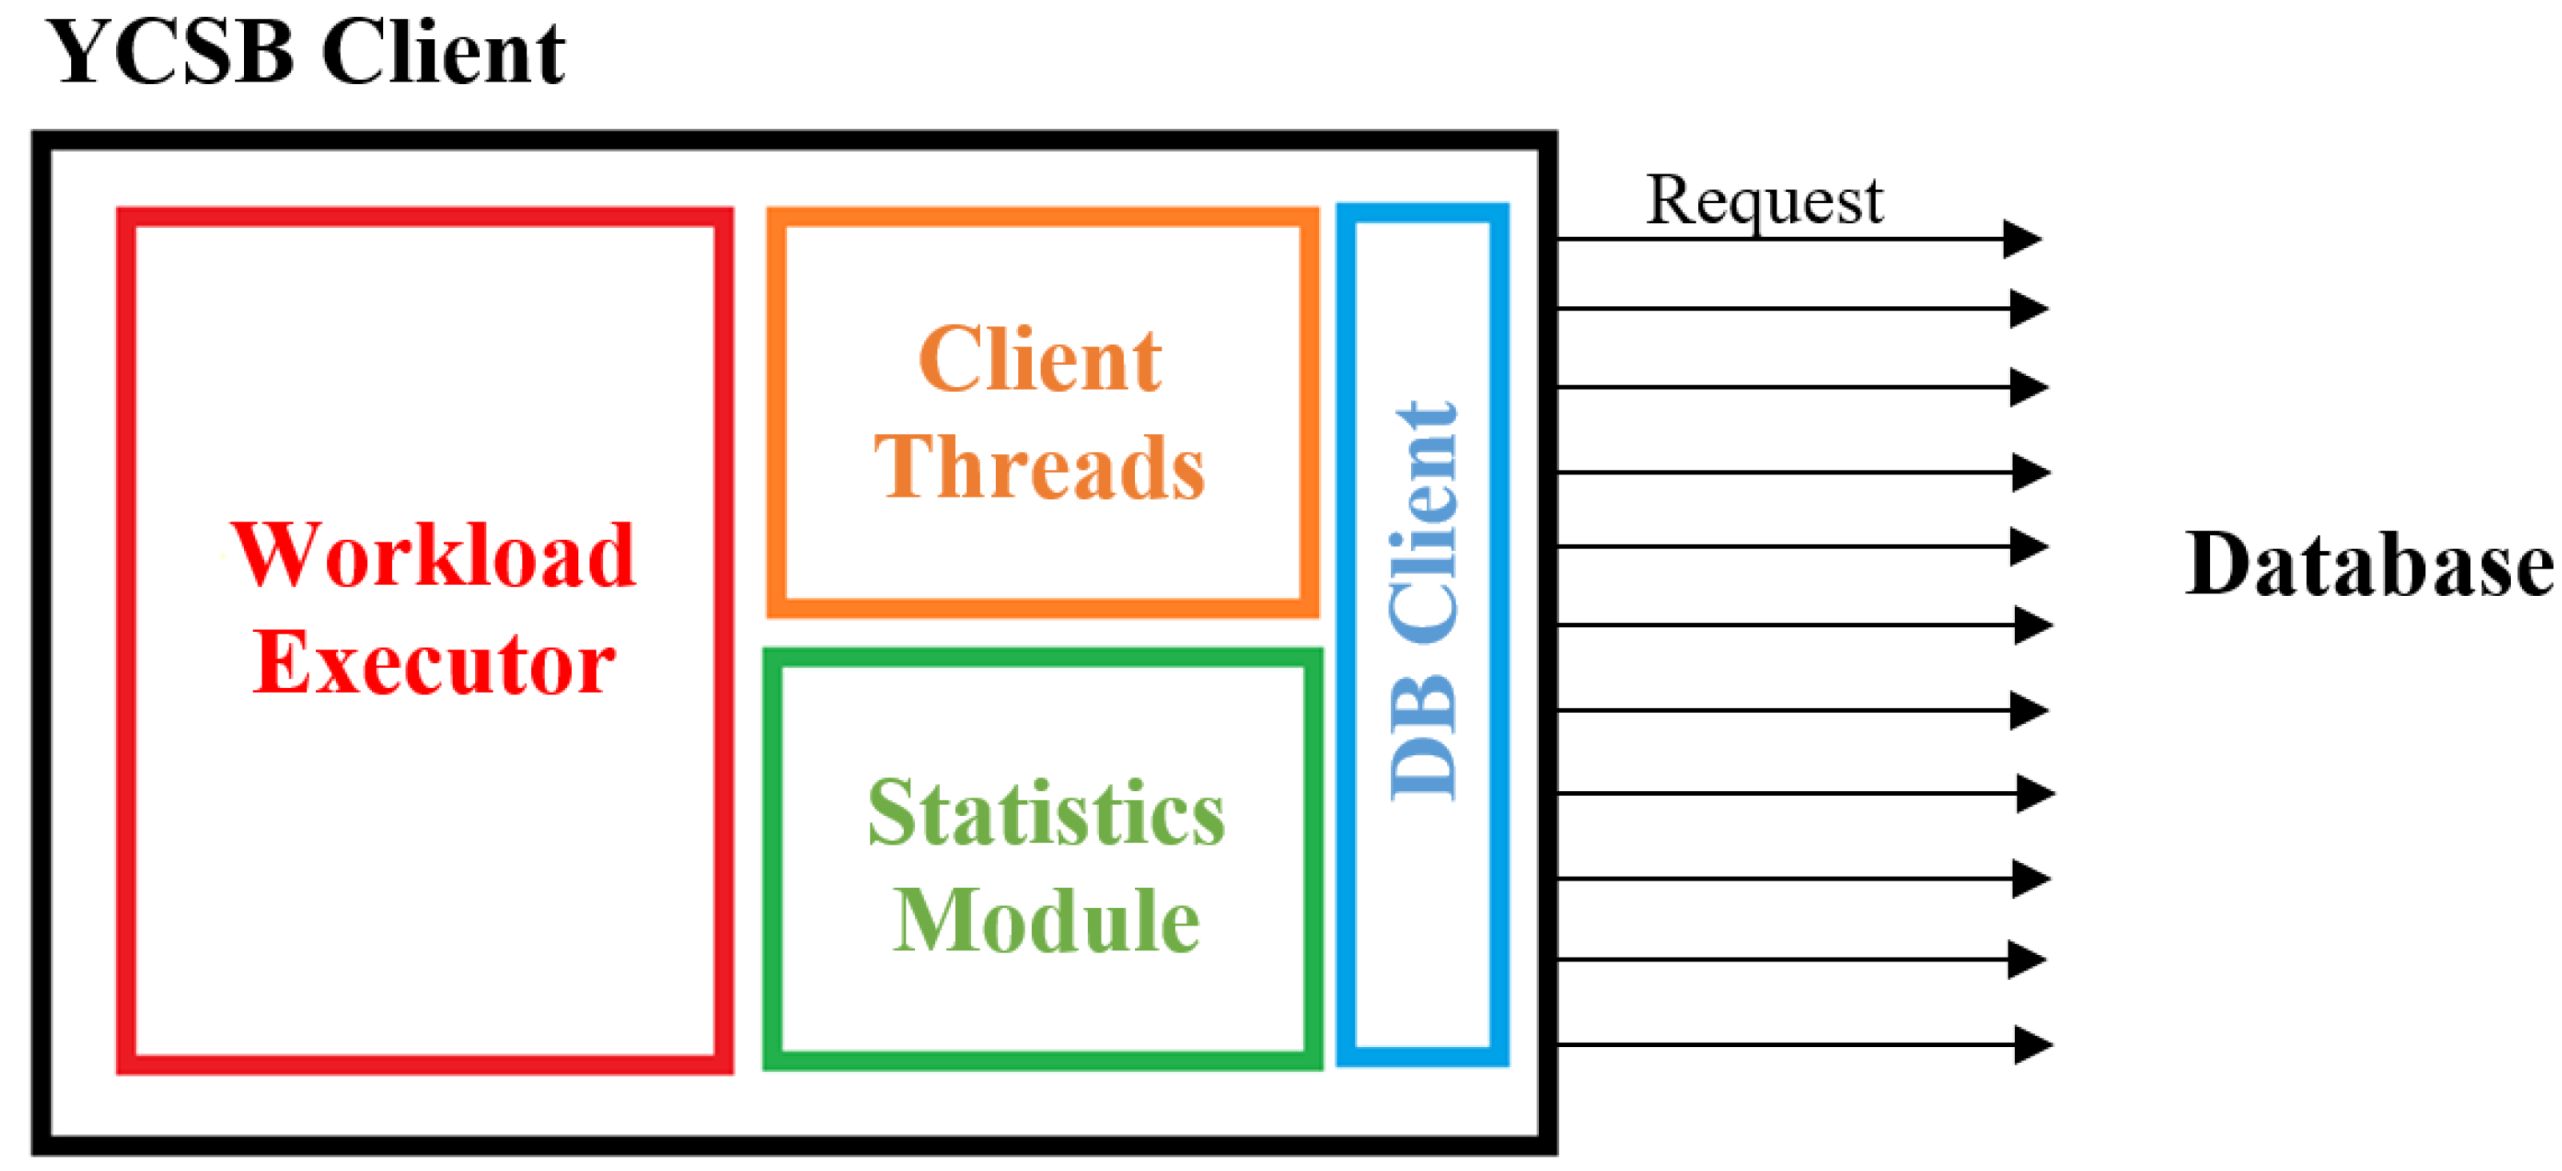 YCSB Client
Request
Client
Threads
Workload
Executor
DB Client
Statistics
Module
Database